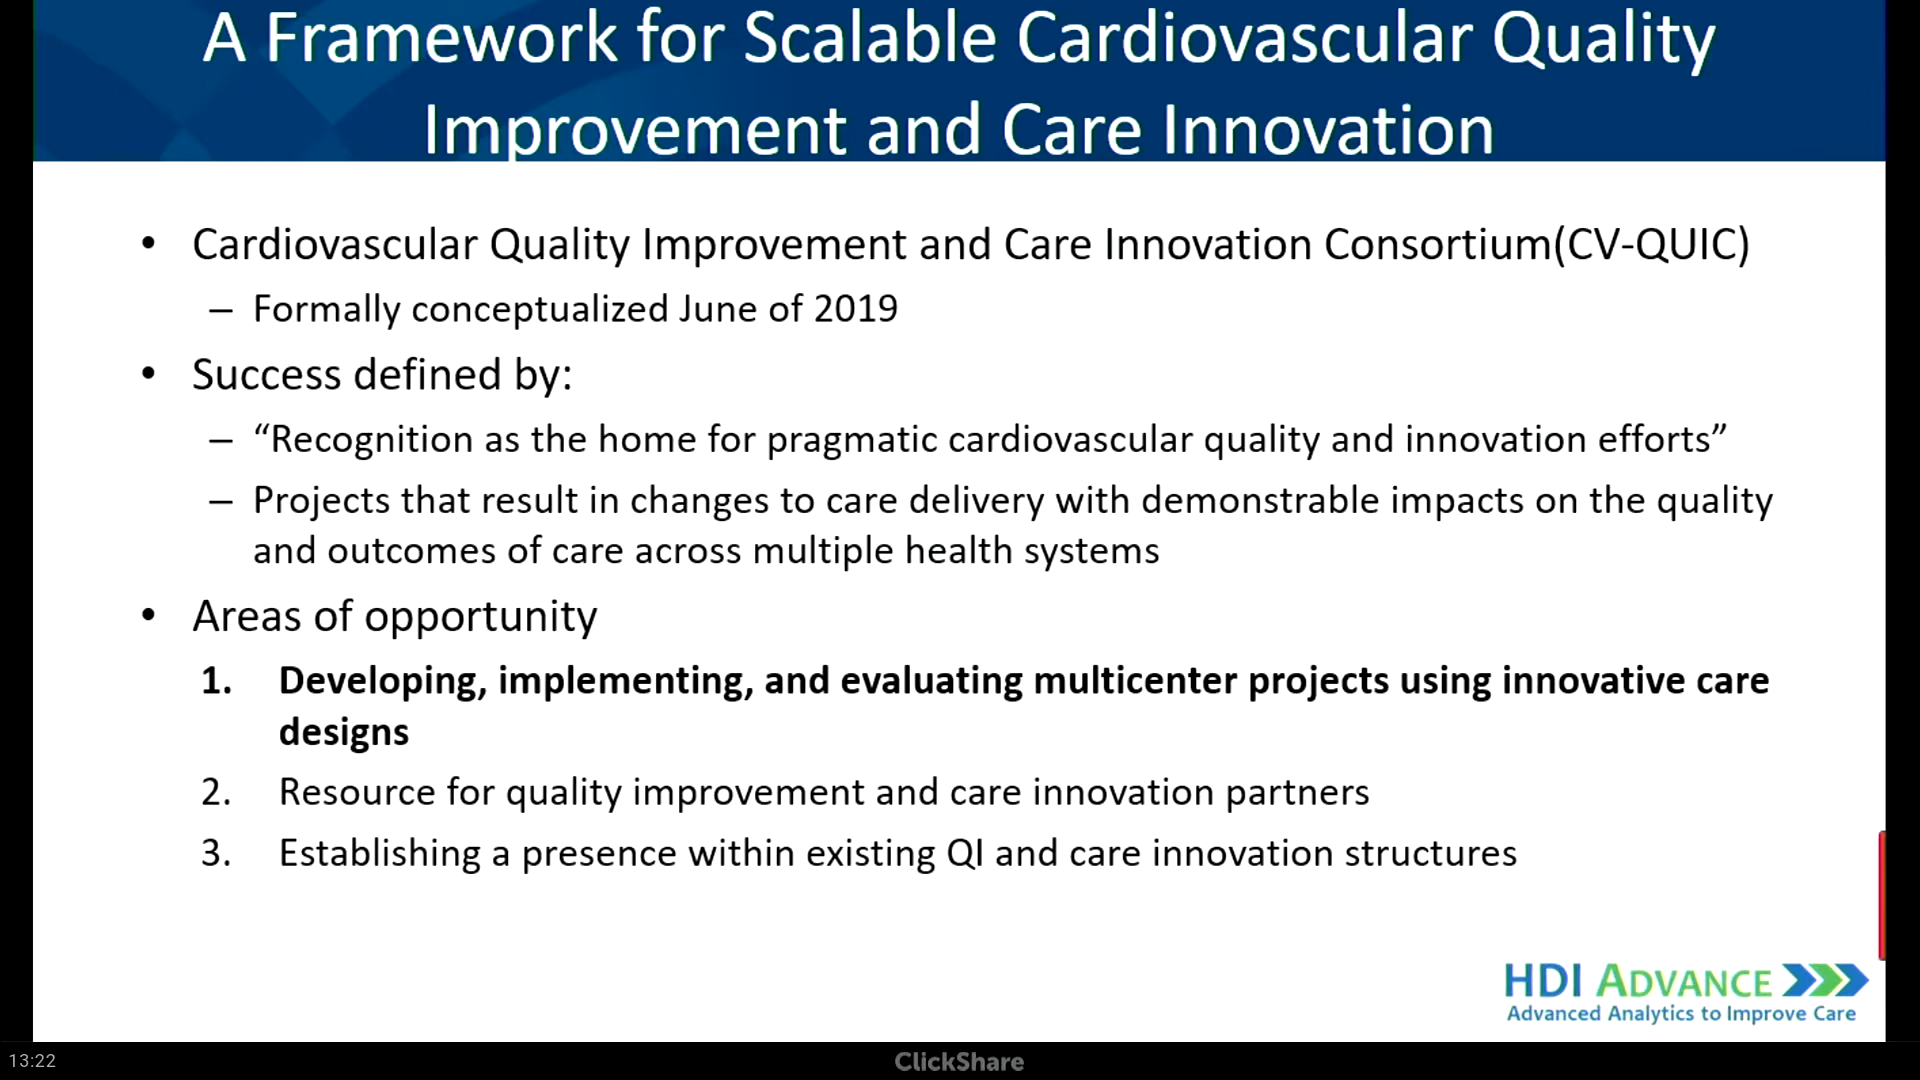 A Framework for Scalable Cardiovascular Quality
Improvement and Care Innovation
• Cardiovascular Quality Improvement and Care Innovation Consortium(CV-QUIC)
– Formally conceptualized June of 2019
• Success defined by:
– “Recognition as the home for pragmatic cardiovascular quality and innovation efforts”
– Projects that result in changes to care delivery with demonstrable impacts on the quality
and outcomes of care across multiple health systems
• Areas of opportunity
1. Developing, implementing, and evaluating multicenter projects using innovative care
designs
2. Resource for quality improvement and care innovation partners
3. Establishing a presence within existing QI and care innovation structures
HDI ADVANCE
Advanced Analytics to Improve Care
13:22
ClickShare